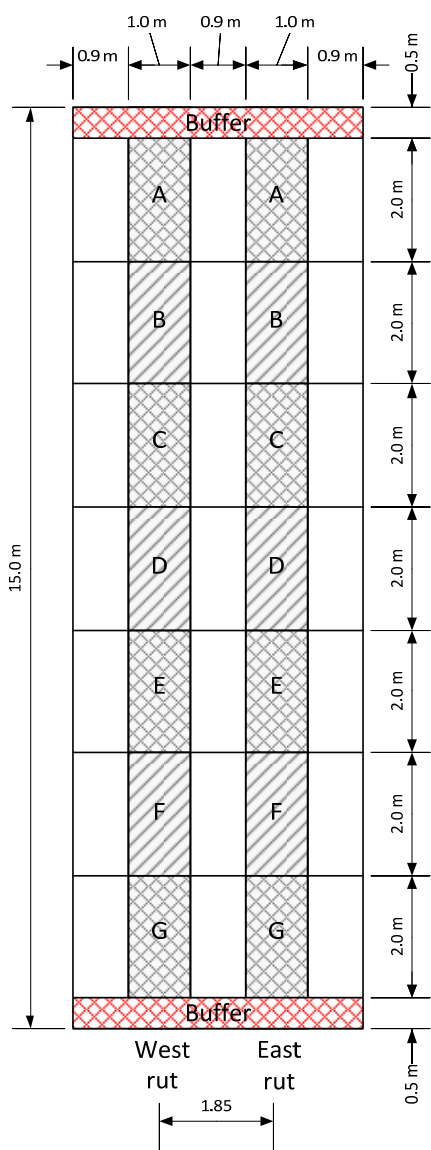 1.0 m 0.9 m 1.0 m
0.9 m 0.9 m
0.5 m
Buffer
A A
2.0 m
B B
2.0 m
C C
2.0 m
15.0 m
D D
2.0 m
E E
2.0 m
F F
2.0 m
G G
2.0 m
Buffer
West East
rut rut
0.5 m
1.85